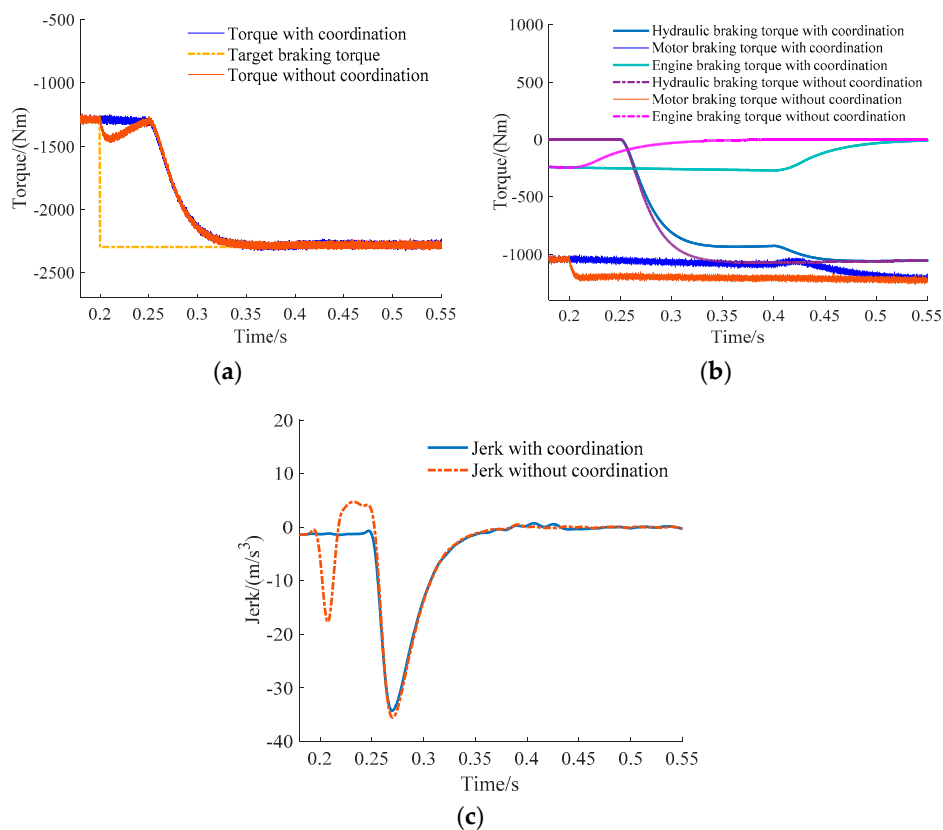 -500
-1000
-1500
-2000
-2500
Torque/(Nm)
Torque with coordination
Target braking torque
Torque without coordination
0.2 0.25 0.3 0.35 0.4 0.45 0.5 0.55
Time/s
(a)
1000
500
0
-500
-1000
Torque/(Nm)
Hydraulic braking torque with coordination
Motor braking torque with coordination
Engine braking torque with coordination
Hydraulic braking torque without coordination
Motor braking torque without coordination
Engine braking torque without coordination
0.2 0.25 0.3 0.35 0.4 0.45 0.5 0.55
Time/s
(b)
20
10
0
-10
-20
-30
-40
Jerk/(m/s³)
Jerk with coordination
Jerk without coordination
0.2 0.25 0.3 0.35 0.4 0.45 0.5 0.55
Time/s
(c)